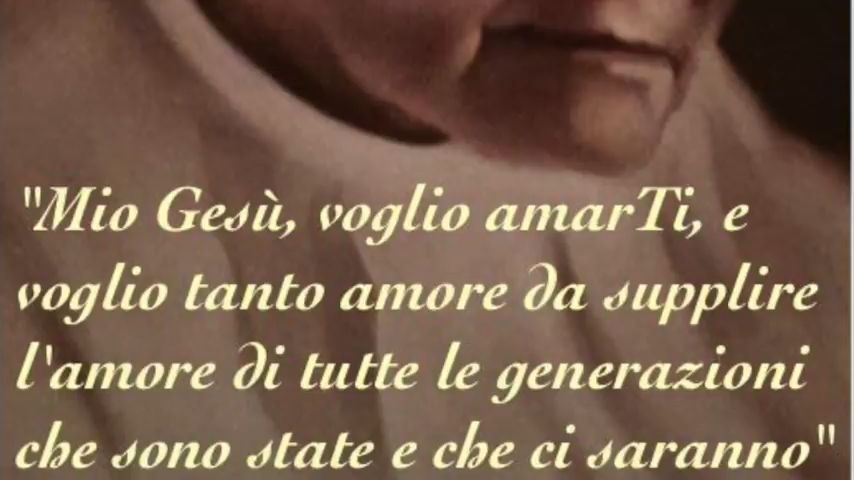 "Mio Gesù, voglio amarTi, e
voglio tanto amore da supplire
l'amore di tutte le generazioni
che sono state e che ci saranno"